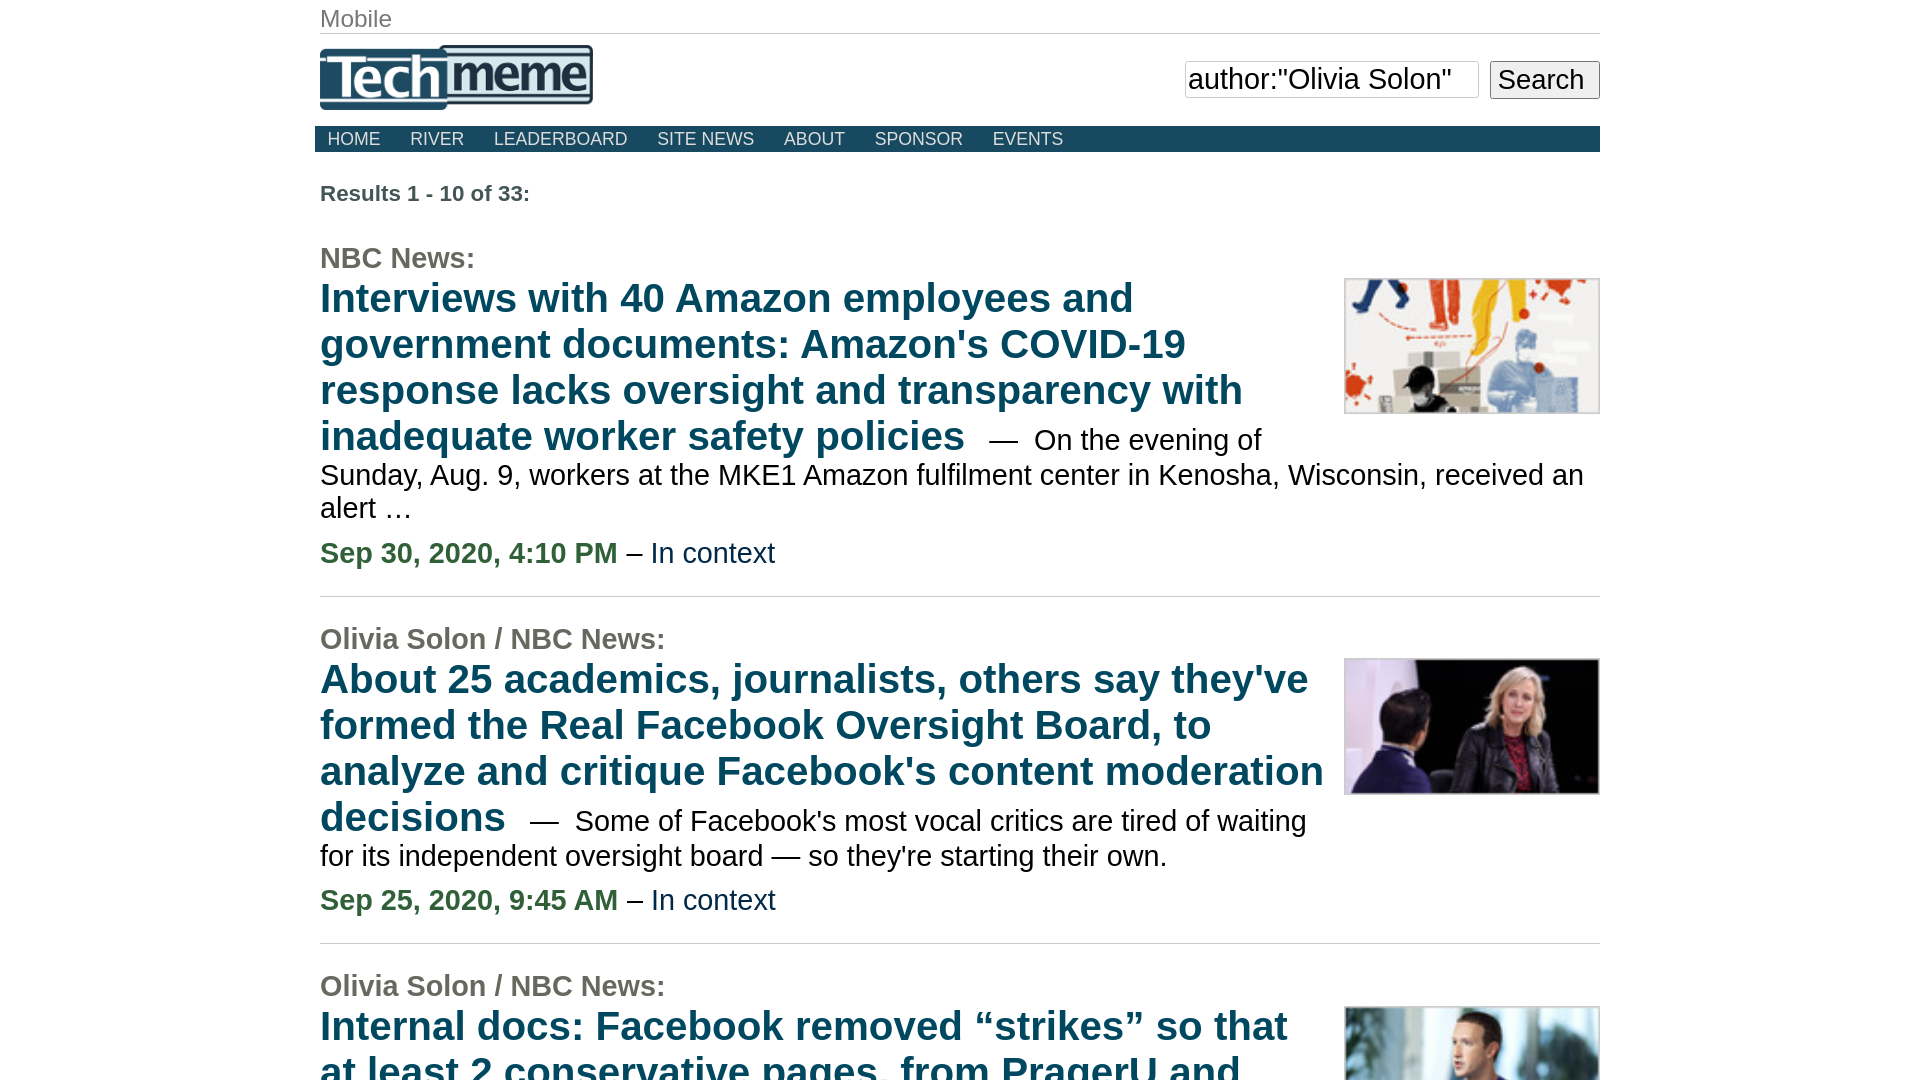 Mobile
Techmeme
author:"Olivia Solon" Search
HOME RIVER LEADERBOARD SITE NEWS ABOUT SPONSOR EVENTS
Results 1 - 10 of 33:
NBC News:
Interviews with 40 Amazon employees and
government documents: Amazon's COVID-19
response lacks oversight and transparency with
inadequate worker safety policies — On the evening of
Sunday, Aug. 9, workers at the MKE1 Amazon fulfilment center in Kenosha, Wisconsin, received an
alert …
Sep 30, 2020, 4:10 PM – In context
Olivia Solon / NBC News:
About 25 academics, journalists, others say they've
formed the Real Facebook Oversight Board, to
analyze and critique Facebook's content moderation
decisions — Some of Facebook's most vocal critics are tired of waiting
for its independent oversight board — so they're starting their own.
Sep 25, 2020, 9:45 AM – In context
Olivia Solon / NBC News:
Internal docs: Facebook removed “strikes” so that
at least 2 conservative pages, from PragerU and